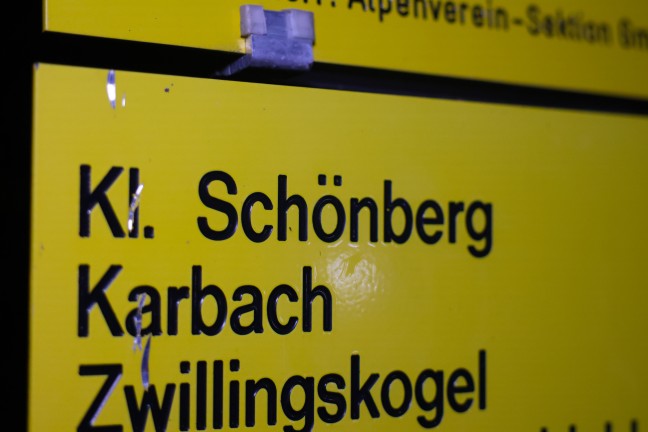 Alpenverein-Sektion
Kl. Schönberg
Karbach
Zwillingskogel